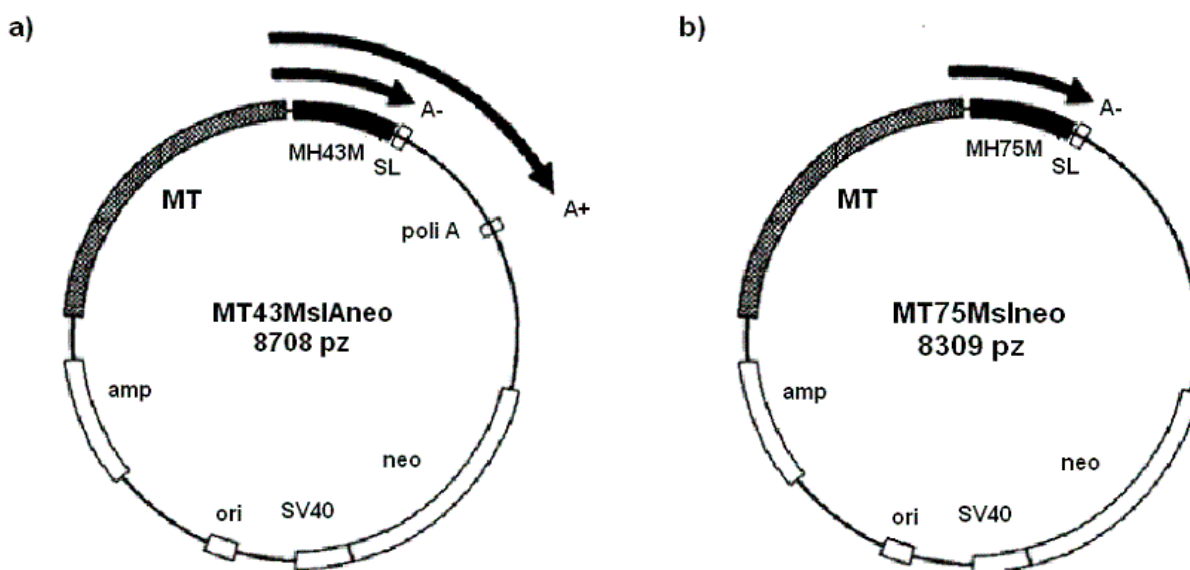 a)
A-
MH43M
SL
MT
A+
poli A
MT43MslAneo
8708 pz
amp
neo
ori
SV40
b)
A-
MH75M
SL
MT
MT75Mslneo
8309 pz
amp
neo
ori
SV40